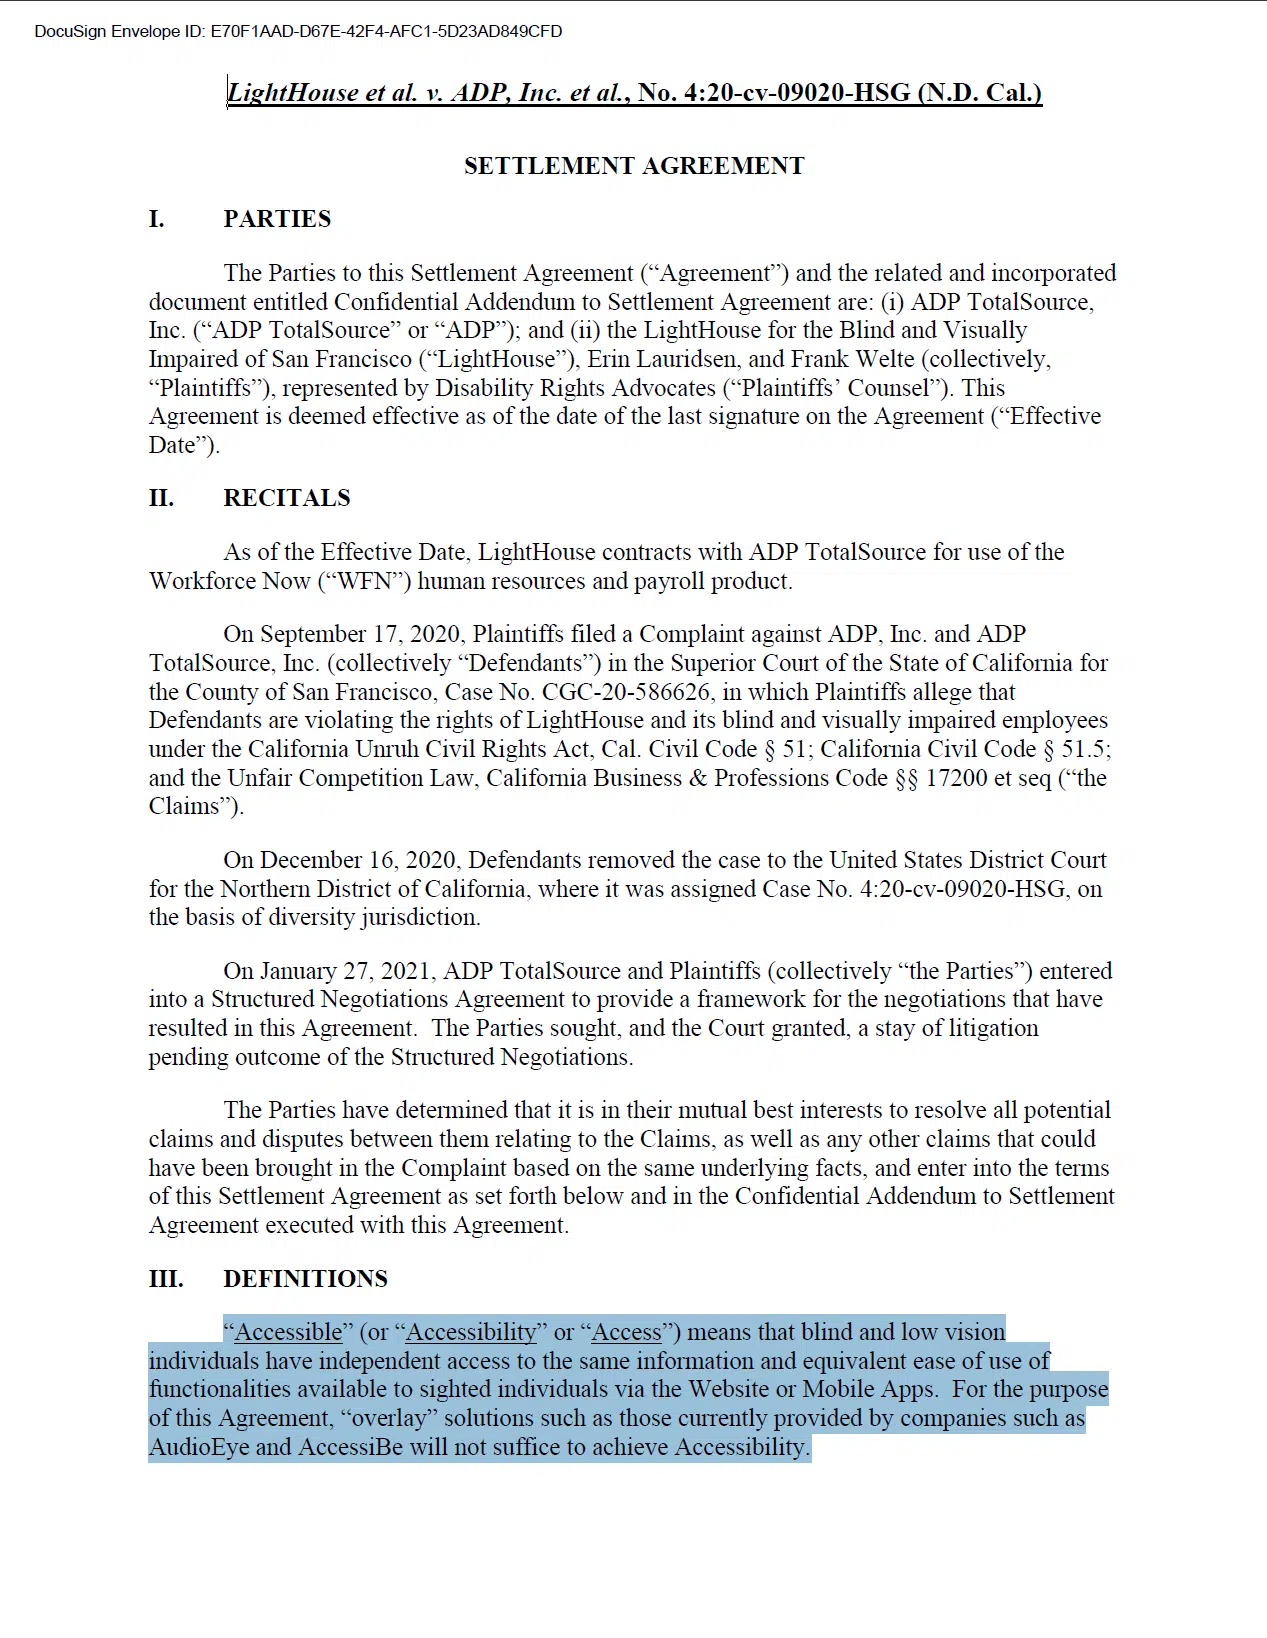 DocuSign Envelope ID: E70F1AAD-D67E-42F4-AFC1-5D23AD849CFD
LightHouse et al. v. ADP, Inc. et al., No. 4:20-cv-09020-HSG (N.D. Cal.)
SETTLEMENT AGREEMENT
I. PARTIES
The Parties to this Settlement Agreement (“Agreement”) and the related and incorporated
document entitled Confidential Addendum to Settlement Agreement are: (i) ADP TotalSource,
Inc. (“ADP TotalSource” or “ADP”); and (ii) the LightHouse for the Blind and Visually
Impaired of San Francisco (“LightHouse”), Erin Lauridsen, and Frank Welte (collectively,
“Plaintiffs”), represented by Disability Rights Advocates (“Plaintiffs’ Counsel”). This
Agreement is deemed effective as of the date of the last signature on the Agreement (“Effective
Date”).
II. RECITALS
As of the Effective Date, LightHouse contracts with ADP TotalSource for use of the
Workforce Now (“WFN”) human resources and payroll product.
On September 17, 2020, Plaintiffs filed a Complaint against ADP, Inc. and ADP
TotalSource, Inc. (collectively “Defendants”) in the Superior Court of the State of California for
the County of San Francisco, Case No. CGC-20-586626, in which Plaintiffs allege that
Defendants are violating the rights of LightHouse and its blind and visually impaired employees
under the California Unruh Civil Rights Act, Cal. Civil Code § 51; California Civil Code § 51.5;
and the Unfair Competition Law, California Business & Professions Code §§ 17200 et seq (“the
Claims”).
On December 16, 2020, Defendants removed the case to the United States District Court
for the Northern District of California, where it was assigned Case No. 4:20-cv-09020-HSG, on
the basis of diversity jurisdiction.
On January 27, 2021, ADP TotalSource and Plaintiffs (collectively “the Parties”) entered
into a Structured Negotiations Agreement to provide a framework for the negotiations that have
resulted in this Agreement.  The Parties sought, and the Court granted, a stay of litigation
pending outcome of the Structured Negotiations.
The Parties have determined that it is in their mutual best interests to resolve all potential
claims and disputes between them relating to the Claims, as well as any other claims that could
have been brought in the Complaint based on the same underlying facts, and enter into the terms
of this Settlement Agreement as set forth below and in the Confidential Addendum to Settlement
Agreement executed with this Agreement.
III. DEFINITIONS
“Accessible” (or “Accessibility” or “Access”) means that blind and low vision
individuals have independent access to the same information and equivalent ease of use of
functionalities available to sighted individuals via the Website or Mobile Apps.  For the purpose
of this Agreement, “overlay” solutions such as those currently provided by companies such as
AudioEye and AccessiBe will not suffice to achieve Accessibility.